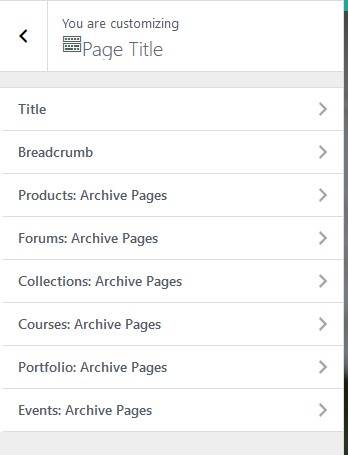 You are customizing
Page Title
Title
Breadcrumb
Products: Archive Pages
Forums: Archive Pages
Collections: Archive Pages
Courses: Archive Pages
Portfolio: Archive Pages
Events: Archive Pages